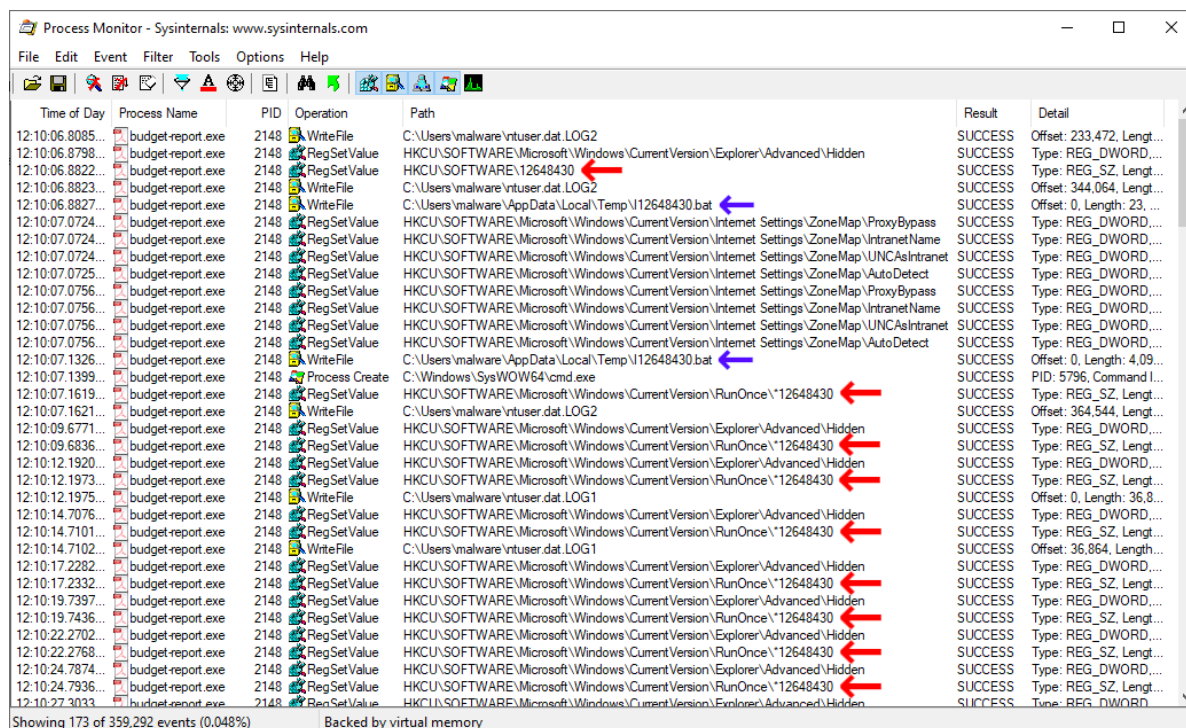 Process Monitor - Sysinternals: www.sysinternals.com
File Edit Event Filter Tools Options Help
Time of Day Process Name PID Operation Path Result Detail
12:10:06.8085... budget-report.exe 2148 WriteFile C:\Users\malware\ntuser.dat.LOG2 SUCCESS Offset: 233,472, Lengt...
12:10:06.8798... budget-report.exe 2148 RegSetValue HKCU\SOFTWARE\Microsoft\Windows\CurrentVersion\Explorer\Advanced\Hidden SUCCESS Type: REG_DWORD,...
12:10:06.8822... budget-report.exe 2148 RegSetValue HKCU\SOFTWARE\12648430 SUCCESS Type: REG_SZ, Lengt...
12:10:06.8823... budget-report.exe 2148 WriteFile C:\Users\malware\ntuser.dat.LOG2 SUCCESS Offset: 344,064, Lengt...
12:10:06.8827... budget-report.exe 2148 WriteFile C:\Users\malware\AppData\Local\Temp\I12648430.bat SUCCESS Offset: 0, Length: 23, ...
12:10:07.0724... budget-report.exe 2148 RegSetValue HKCU\SOFTWARE\Microsoft\Windows\CurrentVersion\Internet Settings\ZoneMap\ProxyBypass SUCCESS Type: REG_DWORD,...
12:10:07.0724... budget-report.exe 2148 RegSetValue HKCU\SOFTWARE\Microsoft\Windows\CurrentVersion\Internet Settings\ZoneMap\IntranetName SUCCESS Type: REG_DWORD,...
12:10:07.0724... budget-report.exe 2148 RegSetValue HKCU\SOFTWARE\Microsoft\Windows\CurrentVersion\Internet Settings\ZoneMap\UNCAsIntranet SUCCESS Type: REG_DWORD,...
12:10:07.0725... budget-report.exe 2148 RegSetValue HKCU\SOFTWARE\Microsoft\Windows\CurrentVersion\Internet Settings\ZoneMap\AutoDetect SUCCESS Type: REG_DWORD,...
12:10:07.0756... budget-report.exe 2148 RegSetValue HKCU\SOFTWARE\Microsoft\Windows\CurrentVersion\Internet Settings\ZoneMap\ProxyBypass SUCCESS Type: REG_DWORD,...
12:10:07.0756... budget-report.exe 2148 RegSetValue HKCU\SOFTWARE\Microsoft\Windows\CurrentVersion\Internet Settings\ZoneMap\IntranetName SUCCESS Type: REG_DWORD,...
12:10:07.0756... budget-report.exe 2148 RegSetValue HKCU\SOFTWARE\Microsoft\Windows\CurrentVersion\Internet Settings\ZoneMap\UNCAsIntranet SUCCESS Type: REG_DWORD,...
12:10:07.0756... budget-report.exe 2148 RegSetValue HKCU\SOFTWARE\Microsoft\Windows\CurrentVersion\Internet Settings\ZoneMap\AutoDetect SUCCESS Type: REG_DWORD,...
12:10:07.1326... budget-report.exe 2148 WriteFile C:\Users\malware\AppData\Local\Temp\I12648430.bat SUCCESS Offset: 0, Length: 4,09...
12:10:07.1399... budget-report.exe 2148 Process Create C:\Windows\SysWOW64\cmd.exe SUCCESS PID: 5796, Command l...
12:10:07.1619... budget-report.exe 2148 RegSetValue HKCU\SOFTWARE\Microsoft\Windows\CurrentVersion\RunOnce\*12648430 SUCCESS Type: REG_SZ, Lengt...
12:10:07.1621... budget-report.exe 2148 WriteFile C:\Users\malware\ntuser.dat.LOG2 SUCCESS Offset: 364,544, Lengt...
12:10:09.6771... budget-report.exe 2148 RegSetValue HKCU\SOFTWARE\Microsoft\Windows\CurrentVersion\Explorer\Advanced\Hidden SUCCESS Type: REG_DWORD,...
12:10:09.6836... budget-report.exe 2148 RegSetValue HKCU\SOFTWARE\Microsoft\Windows\CurrentVersion\RunOnce\*12648430 SUCCESS Type: REG_SZ, Lengt...
12:10:12.1920... budget-report.exe 2148 RegSetValue HKCU\SOFTWARE\Microsoft\Windows\CurrentVersion\Explorer\Advanced\Hidden SUCCESS Type: REG_DWORD,...
12:10:12.1973... budget-report.exe 2148 RegSetValue HKCU\SOFTWARE\Microsoft\Windows\CurrentVersion\RunOnce\*12648430 SUCCESS Type: REG_SZ, Lengt...
12:10:12.1975... budget-report.exe 2148 WriteFile C:\Users\malware\ntuser.dat.LOG1 SUCCESS Offset: 0, Length: 36,8...
12:10:14.7076... budget-report.exe 2148 RegSetValue HKCU\SOFTWARE\Microsoft\Windows\CurrentVersion\Explorer\Advanced\Hidden SUCCESS Type: REG_DWORD,...
12:10:14.7101... budget-report.exe 2148 RegSetValue HKCU\SOFTWARE\Microsoft\Windows\CurrentVersion\RunOnce\*12648430 SUCCESS Type: REG_SZ, Lengt...
12:10:14.7102... budget-report.exe 2148 WriteFile C:\Users\malware\ntuser.dat.LOG1 SUCCESS Offset: 36,864, Length...
12:10:17.2282... budget-report.exe 2148 RegSetValue HKCU\SOFTWARE\Microsoft\Windows\CurrentVersion\Explorer\Advanced\Hidden SUCCESS Type: REG_DWORD,...
12:10:17.2332... budget-report.exe 2148 RegSetValue HKCU\SOFTWARE\Microsoft\Windows\CurrentVersion\RunOnce\*12648430 SUCCESS Type: REG_SZ, Lengt...
12:10:19.7397... budget-report.exe 2148 RegSetValue HKCU\SOFTWARE\Microsoft\Windows\CurrentVersion\Explorer\Advanced\Hidden SUCCESS Type: REG_DWORD,...
12:10:19.7436... budget-report.exe 2148 RegSetValue HKCU\SOFTWARE\Microsoft\Windows\CurrentVersion\RunOnce\*12648430 SUCCESS Type: REG_SZ, Lengt...
12:10:22.2702... budget-report.exe 2148 RegSetValue HKCU\SOFTWARE\Microsoft\Windows\CurrentVersion\Explorer\Advanced\Hidden SUCCESS Type: REG_DWORD,...
12:10:22.2768... budget-report.exe 2148 RegSetValue HKCU\SOFTWARE\Microsoft\Windows\CurrentVersion\RunOnce\*12648430 SUCCESS Type: REG_SZ, Lengt...
12:10:24.7874... budget-report.exe 2148 RegSetValue HKCU\SOFTWARE\Microsoft\Windows\CurrentVersion\Explorer\Advanced\Hidden SUCCESS Type: REG_DWORD,...
12:10:24.7936... budget-report.exe 2148 RegSetValue HKCU\SOFTWARE\Microsoft\Windows\CurrentVersion\RunOnce\*12648430 SUCCESS Type: REG_SZ, Lengt...
12:10:27.3033... budget-report.exe 2148 RegSetValue HKCU\SOFTWARE\Microsoft\Windows\CurrentVersion\Explorer\Advanced\Hidden SUCCESS Type: REG_DWORD,...
Showing 173 of 359,292 events (0.048%) Backed by virtual memory